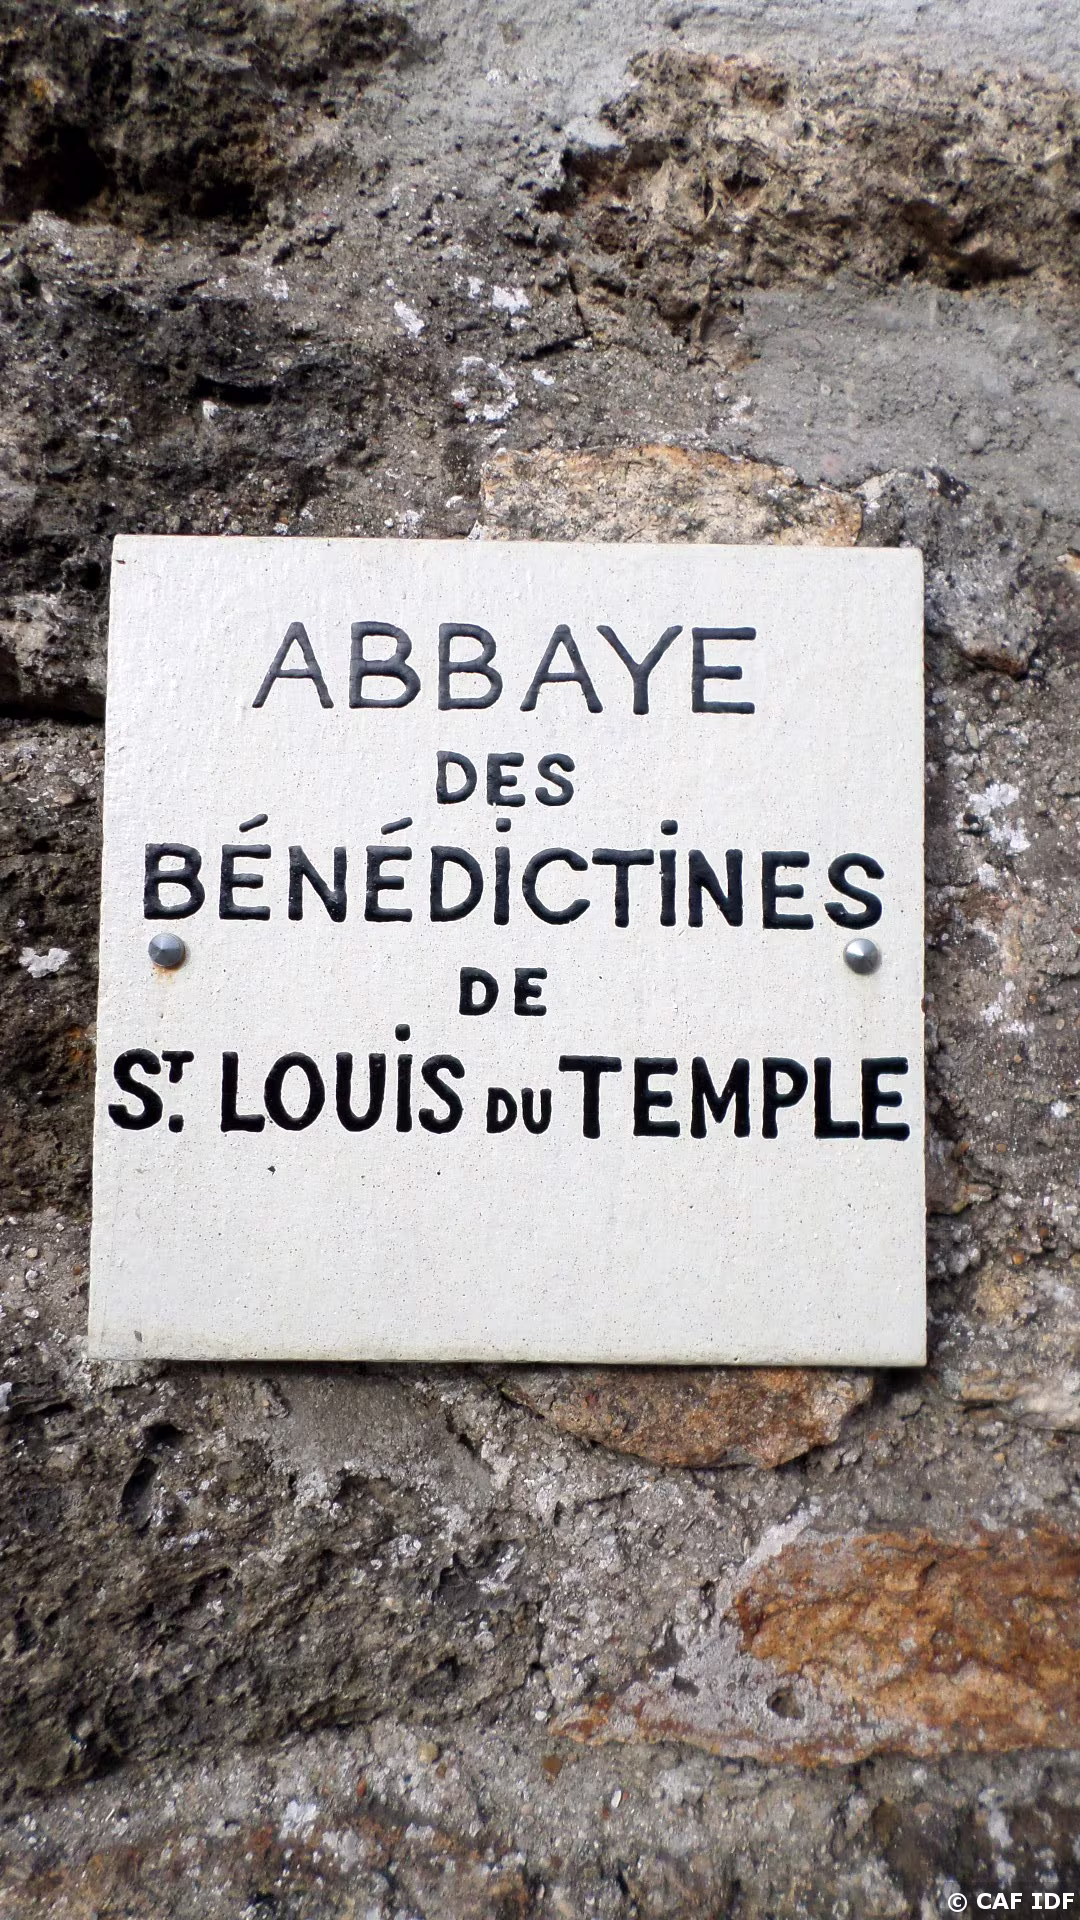 ABBAYE
DES
BÉNÉDICTINES
DE
ST. LOUIS DU TEMPLE
© CAF IDF